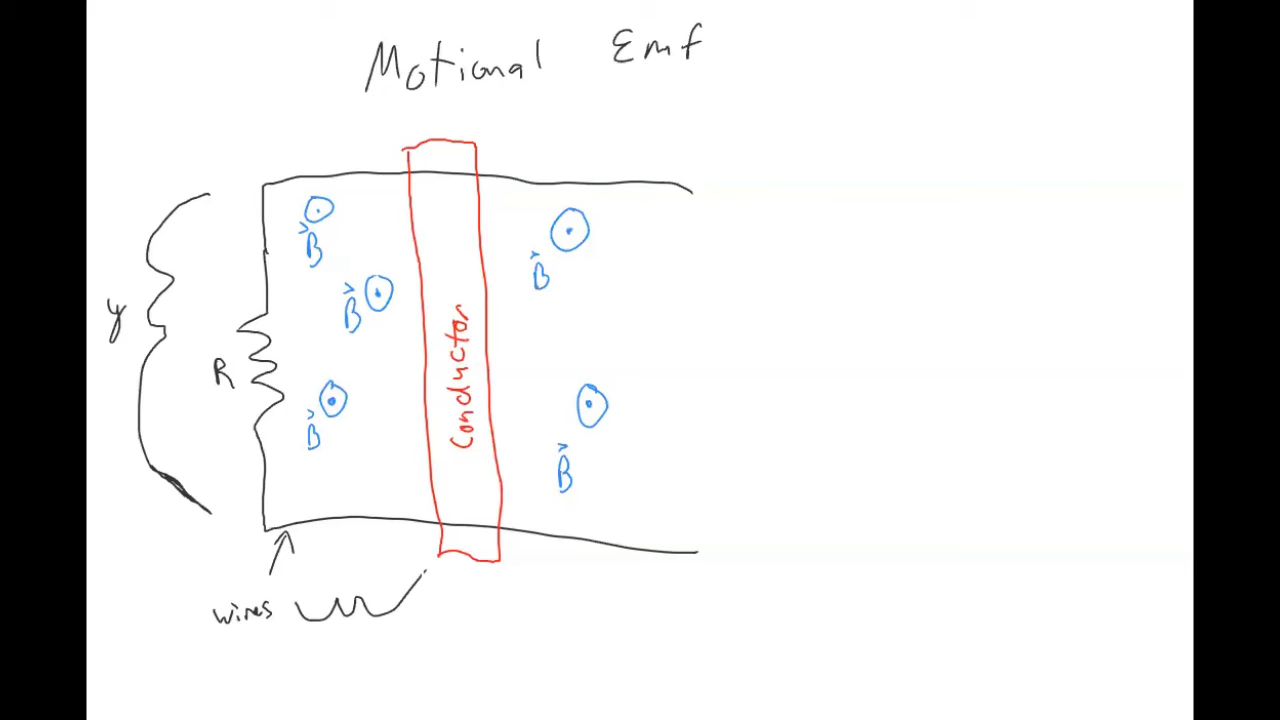 Motional Emf
B⃗
B⃗
B⃗
y
Conductor
R
B⃗
B⃗
wires